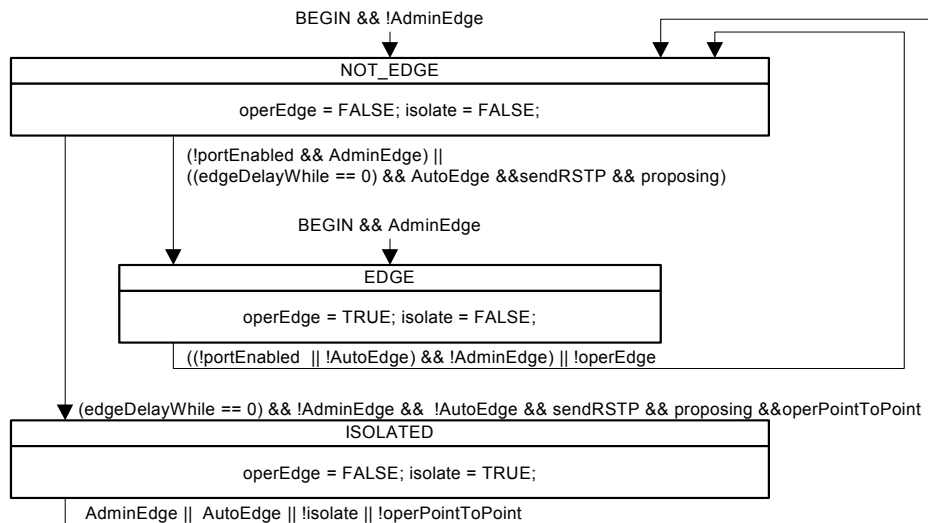 BEGIN && !AdminEdge
NOT_EDGE
operEdge = FALSE; isolate = FALSE;
(!portEnabled && AdminEdge) ||
((edgeDelayWhile == 0) && AutoEdge &&sendRSTP && proposing)
BEGIN && AdminEdge
EDGE
operEdge = TRUE; isolate = FALSE;
((!portEnabled || !AutoEdge) && !AdminEdge) || !operEdge
(edgeDelayWhile == 0) && !AdminEdge && !AutoEdge && sendRSTP && proposing &&operPointToPoint
ISOLATED
operEdge = FALSE; isolate = TRUE;
AdminEdge || AutoEdge || !isolate || !operPointToPoint